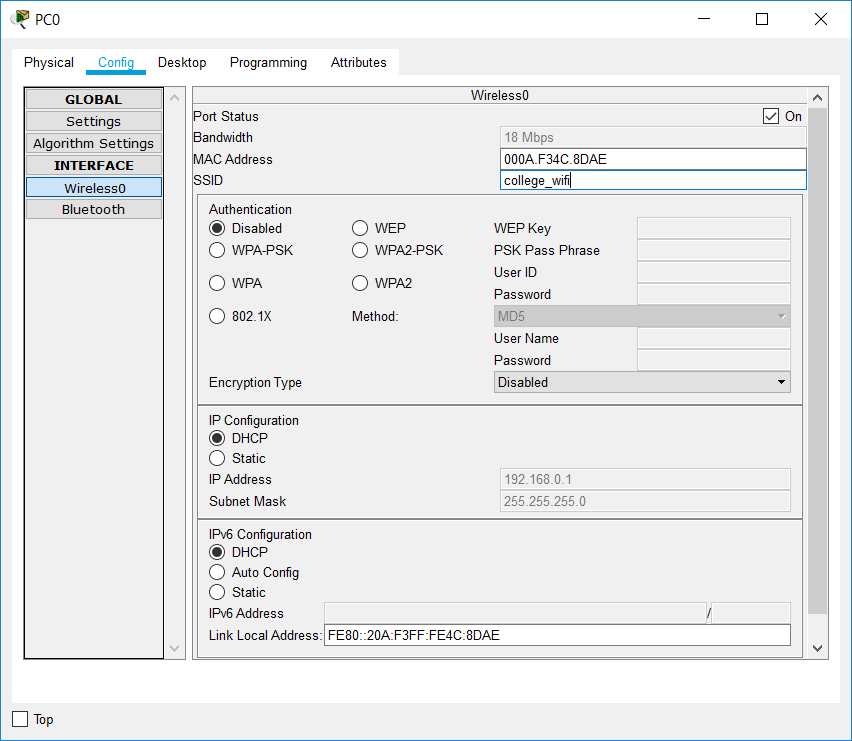 PC0
Physical Config Desktop Programming Attributes
GLOBAL
Settings
Algorithm Settings
INTERFACE
Wireless0
Bluetooth
Wireless0
Port Status On
Bandwidth 18 Mbps
MAC Address 000A.F34C.8DAE
SSID college_wifi
Authentication
Disabled WEP WEP Key
WPA-PSK WPA2-PSK PSK Pass Phrase
User ID
WPA WPA2
Password
802.1X Method: MD5
User Name
Password
Encryption Type Disabled
IP Configuration
DHCP
Static
IP Address 192.168.0.1
Subnet Mask 255.255.255.0
IPv6 Configuration
DHCP
Auto Config
Static
IPv6 Address /
Link Local Address: FE80::20A:F3FF:FE4C:8DAE
Top